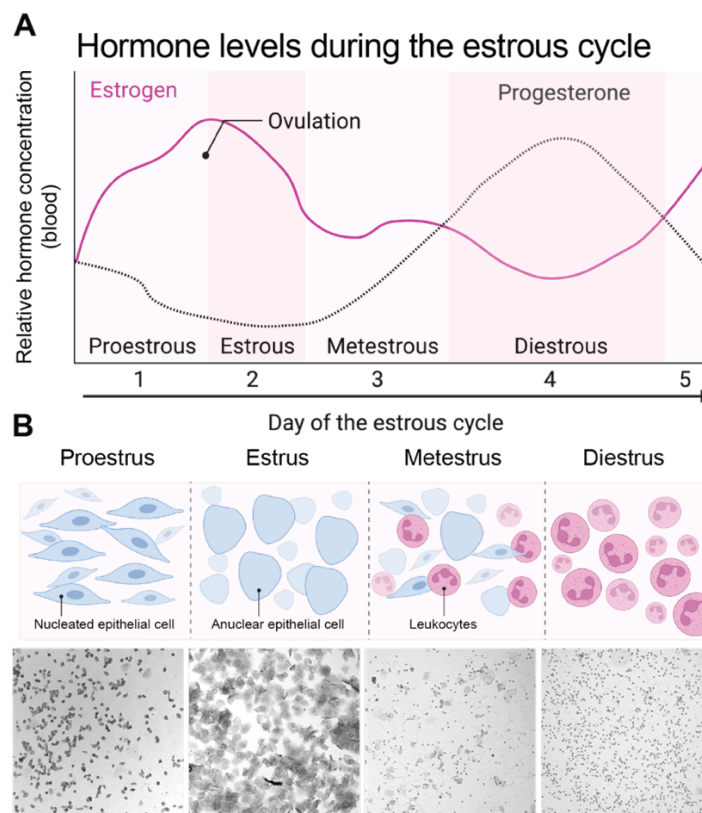 A
Hormone levels during the estrous cycle
Estrogen
Progesterone
Ovulation
Relative hormone concentration
(blood)
Proestrous
Estrous
Metestrous
Diestrous
1
2
3
4
5
Day of the estrous cycle
B
Proestrus
Estrus
Metestrus
Diestrus
Nucleated epithelial cell
Anuclear epithelial cell
Leukocytes